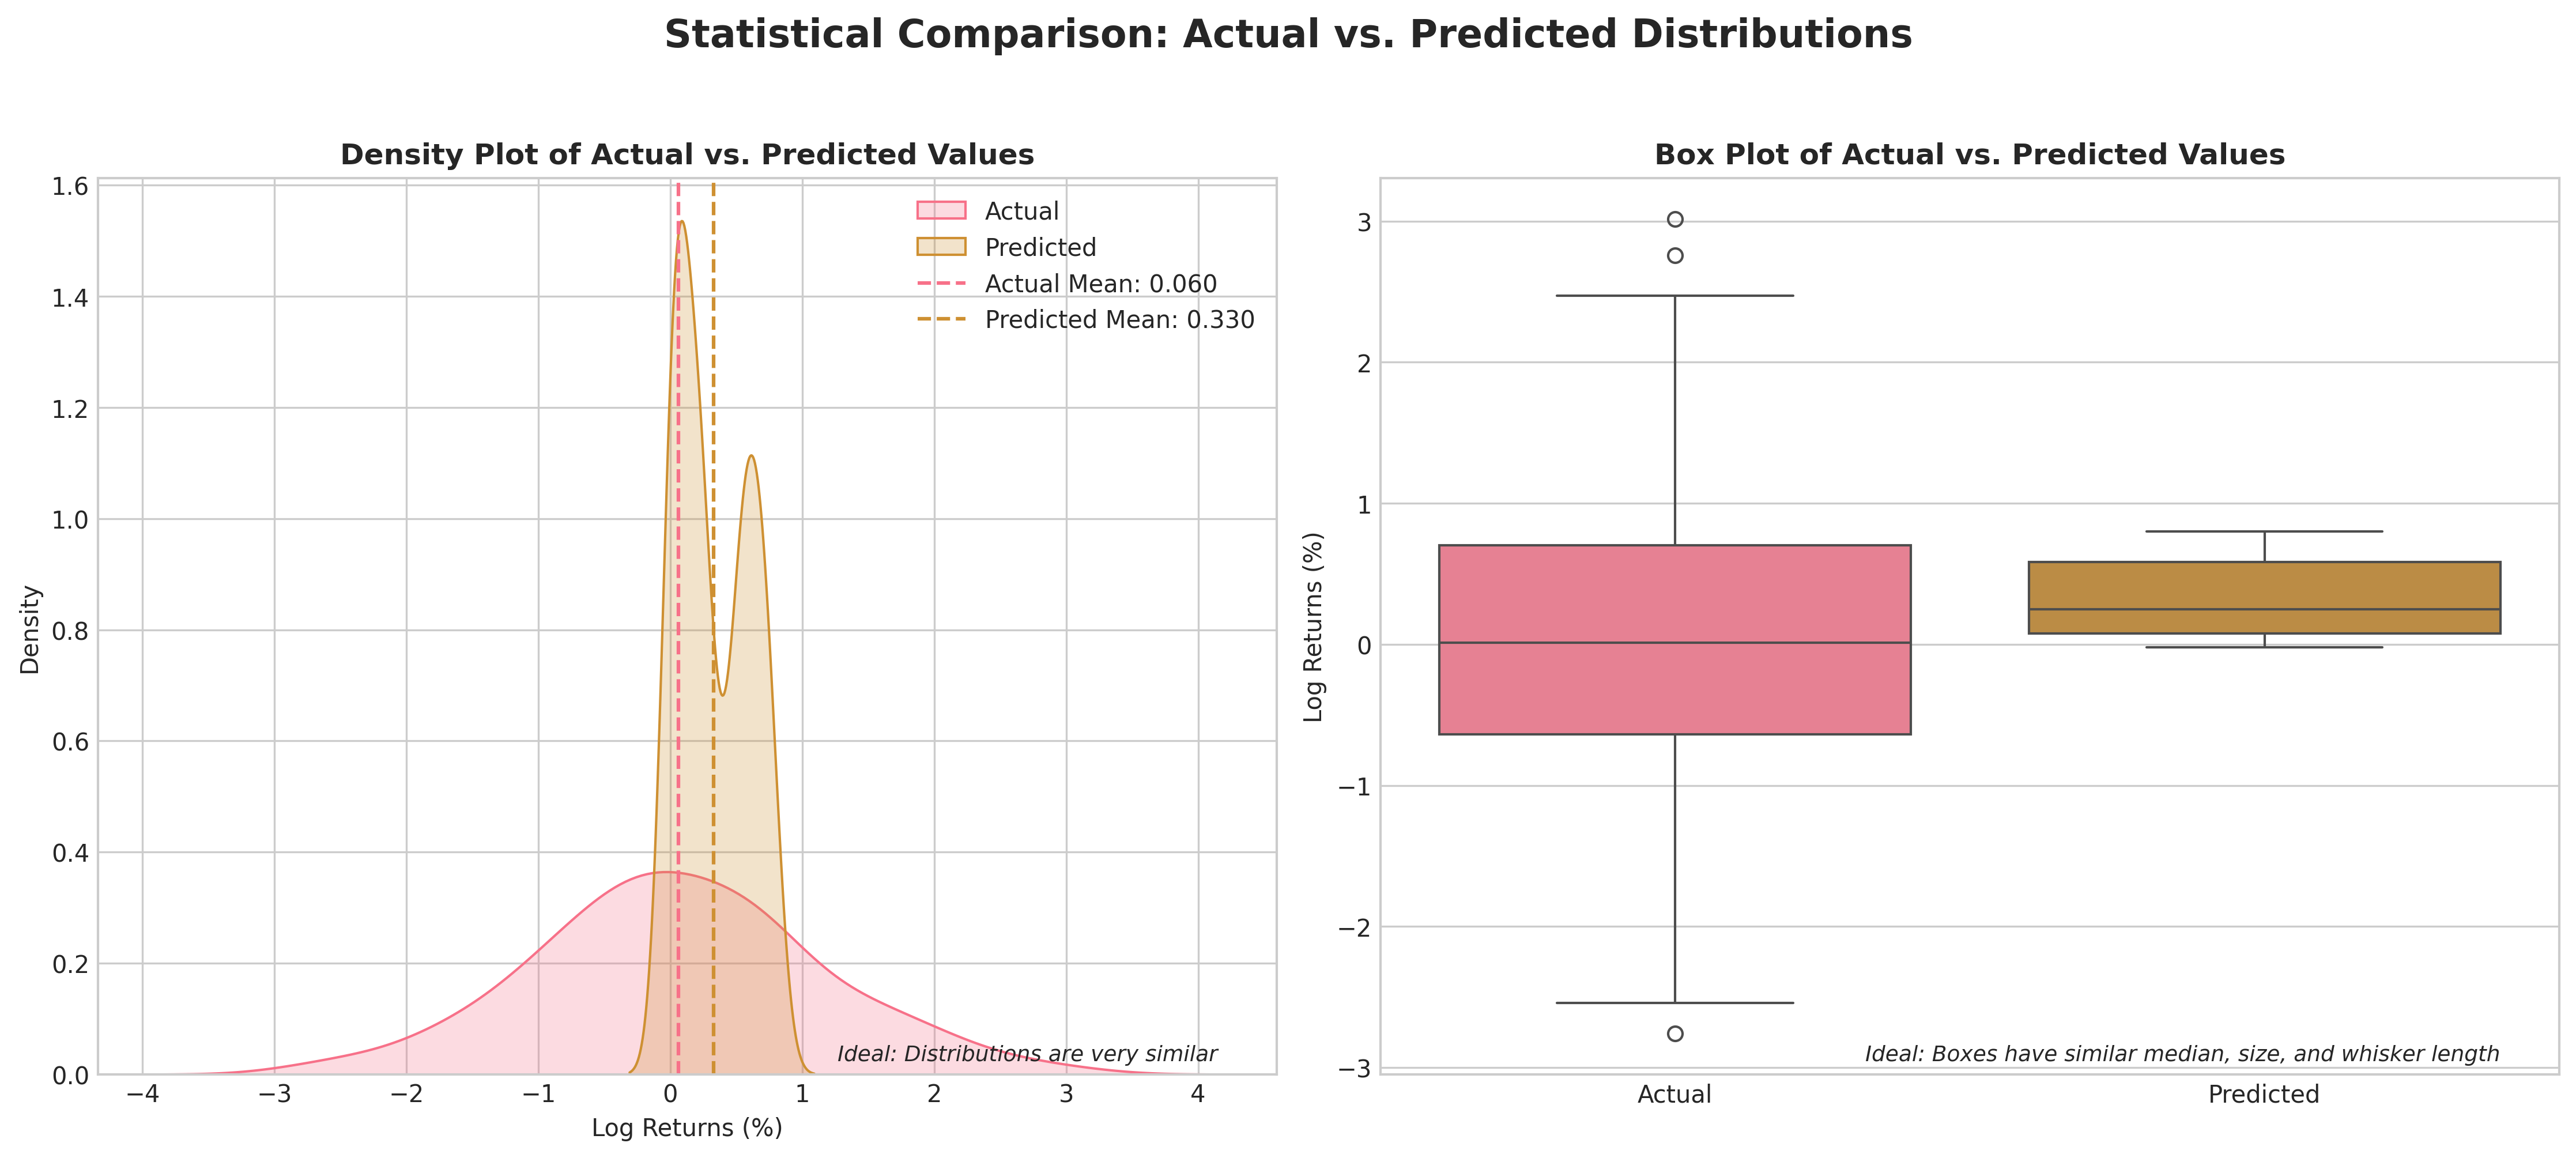 Statistical Comparison: Actual vs. Predicted Distributions
Density Plot of Actual vs. Predicted Values
1.6
1.4
1.2
1.0
0.8
0.6
0.4
0.2
0.0
Density
Actual
Predicted
Actual Mean: 0.060
Predicted Mean: 0.330
Ideal: Distributions are very similar
−4 −3 −2 −1 0 1 2 3 4
Log Returns (%)
Box Plot of Actual vs. Predicted Values
3
2
1
0
−1
−2
−3
Log Returns (%)
Ideal: Boxes have similar median, size, and whisker length
Actual Predicted